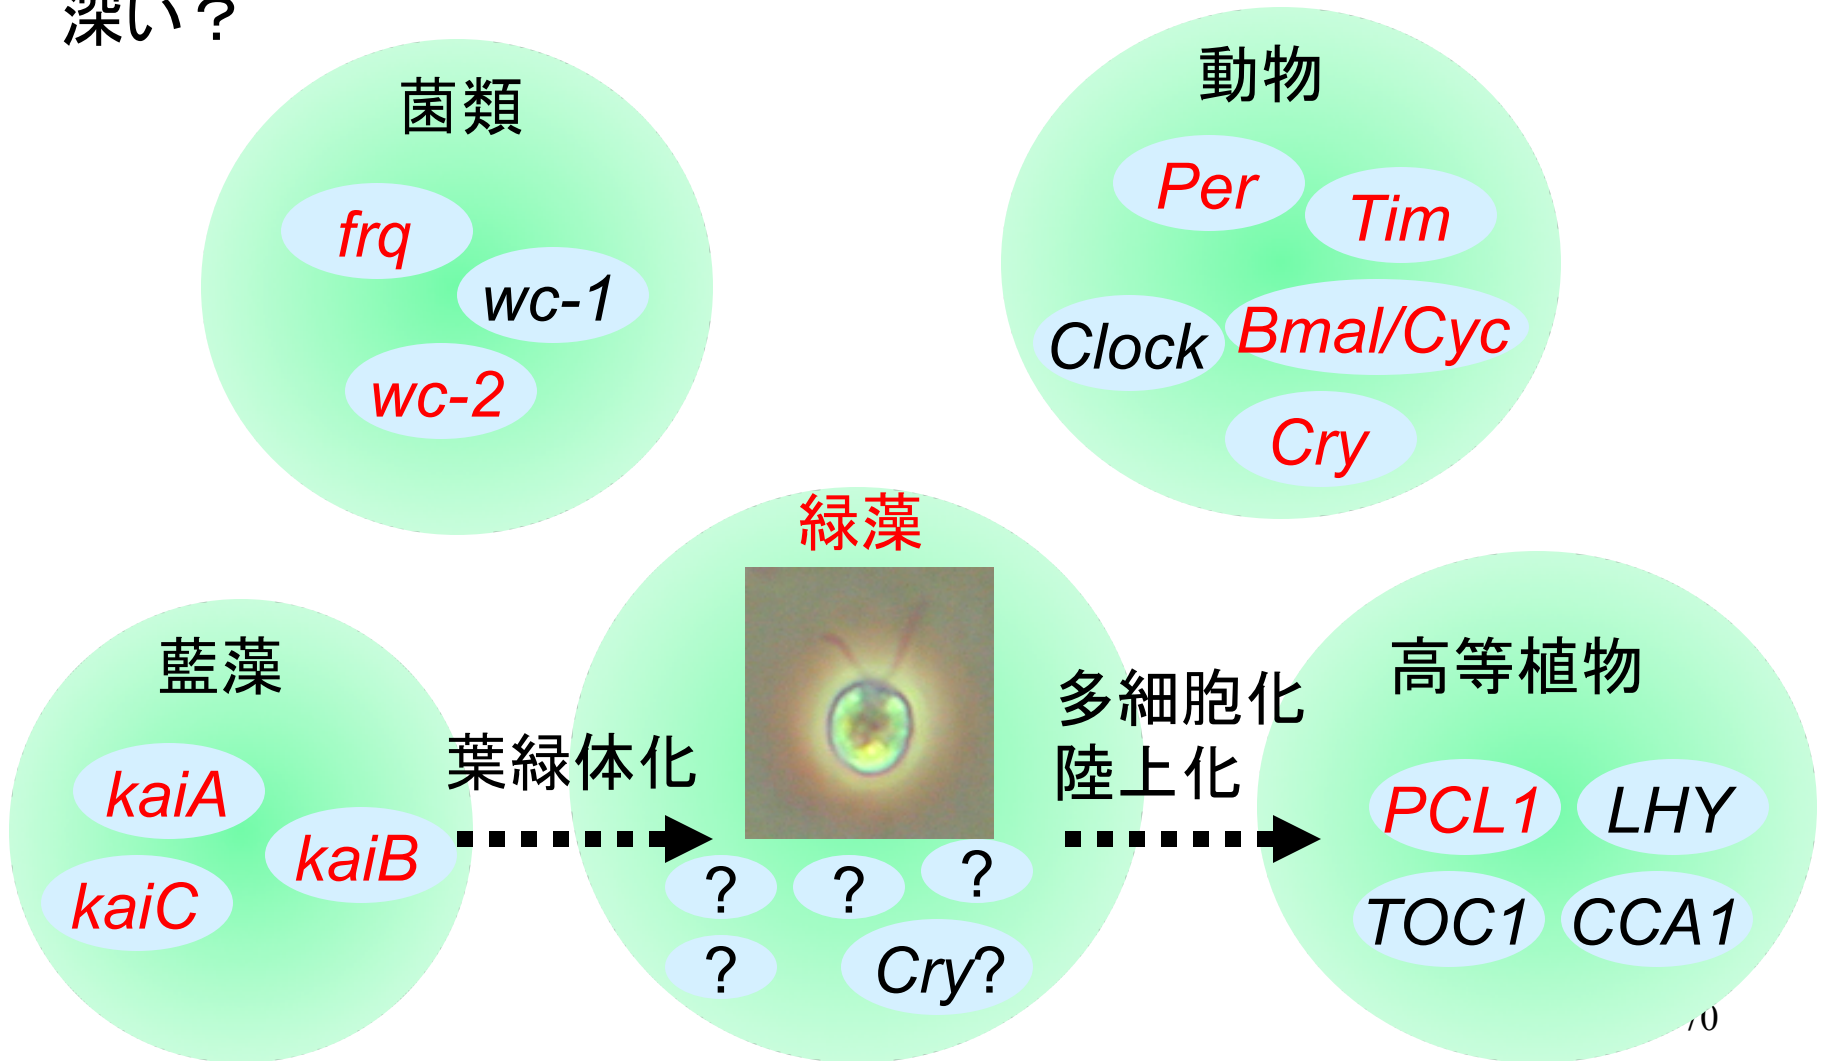 深い？
菌類
frq
wc-1
wc-2
動物
Per
Tim
Clock
Bmal/Cyc
Cry
藍藻
kaiA
kaiB
kaiC
葉緑体化
緑藻
?
?
?
?
Cry?
多細胞化
陸上化
高等植物
PCL1
LHY
TOC1
CCA1
70